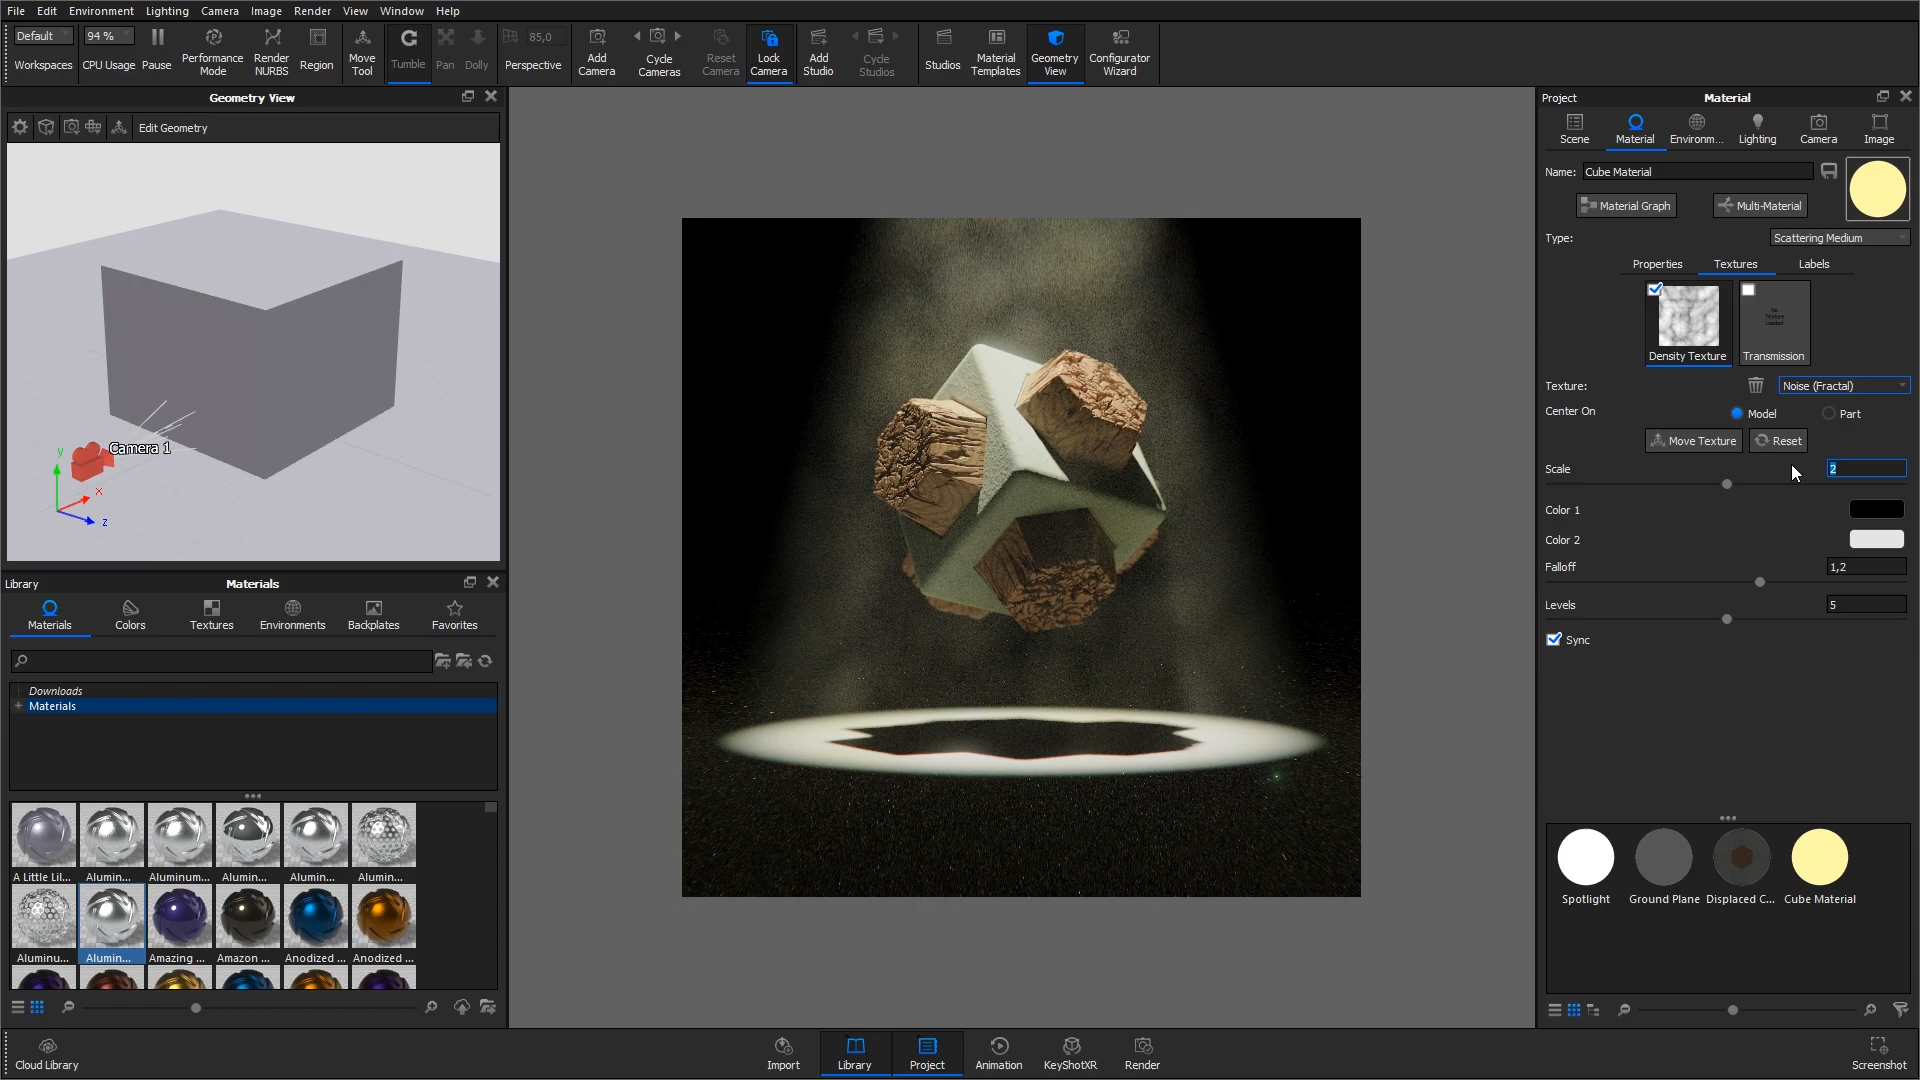 File Edit Environment Lighting Camera Image Render View Window Help
Default
Workspaces
94 %
CPU Usage
Pause
Performance Mode
Render NURBS
Region
Move Tool
Tumble
Pan
Dolly
85,0
Perspective
Add Camera
Cycle Cameras
Reset Camera
Lock Camera
Add Studio
Cycle Studios
Studios
Material Templates
Geometry View
Configurator Wizard
Geometry View
Edit Geometry
Camera 1
y
x
z
Library
Materials
Materials
Colors
Textures
Environments
Backplates
Favorites
Downloads
Materials
A Little Lil...
Alumin...
Aluminum...
Alumin...
Alumin...
Alumin...
Aluminu...
Alumin...
Amazing ...
Amazon ...
Anodized ...
Anodized ...
Project
Material
Scene
Material
Environm...
Lighting
Camera
Image
Name:
Cube Material
Material Graph
Multi-Material
Type:
Scattering Medium
Properties
Textures
Labels
No
Texture
Loaded
Density Texture
Transmission
Texture:
Noise (Fractal)
Center On
Model
Part
Move Texture
Reset
Scale
2
Color 1
Color 2
Falloff
1,2
Levels
5
Sync
Spotlight
Ground Plane
Displaced C...
Cube Material
Cloud Library
Import
Library
Project
Animation
KeyShotXR
Render
Screenshot